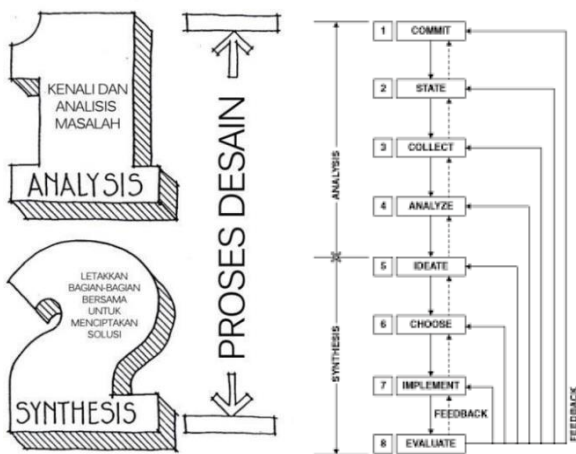 KENALI DAN
ANALISIS
MASALAH
ANALYSIS
LETAKKAN
BAGIAN-BAGIAN
BERSAMA
UNTUK
MENCIPTAKAN
SOLUSI
SYNTHESIS
PROSES DESAIN
ANALYSIS
SYNTHESIS
1 COMMIT
2 STATE
3 COLLECT
4 ANALYZE
5 IDEATE
6 CHOOSE
7 IMPLEMENT
FEEDBACK
8 EVALUATE
FEEDBACK